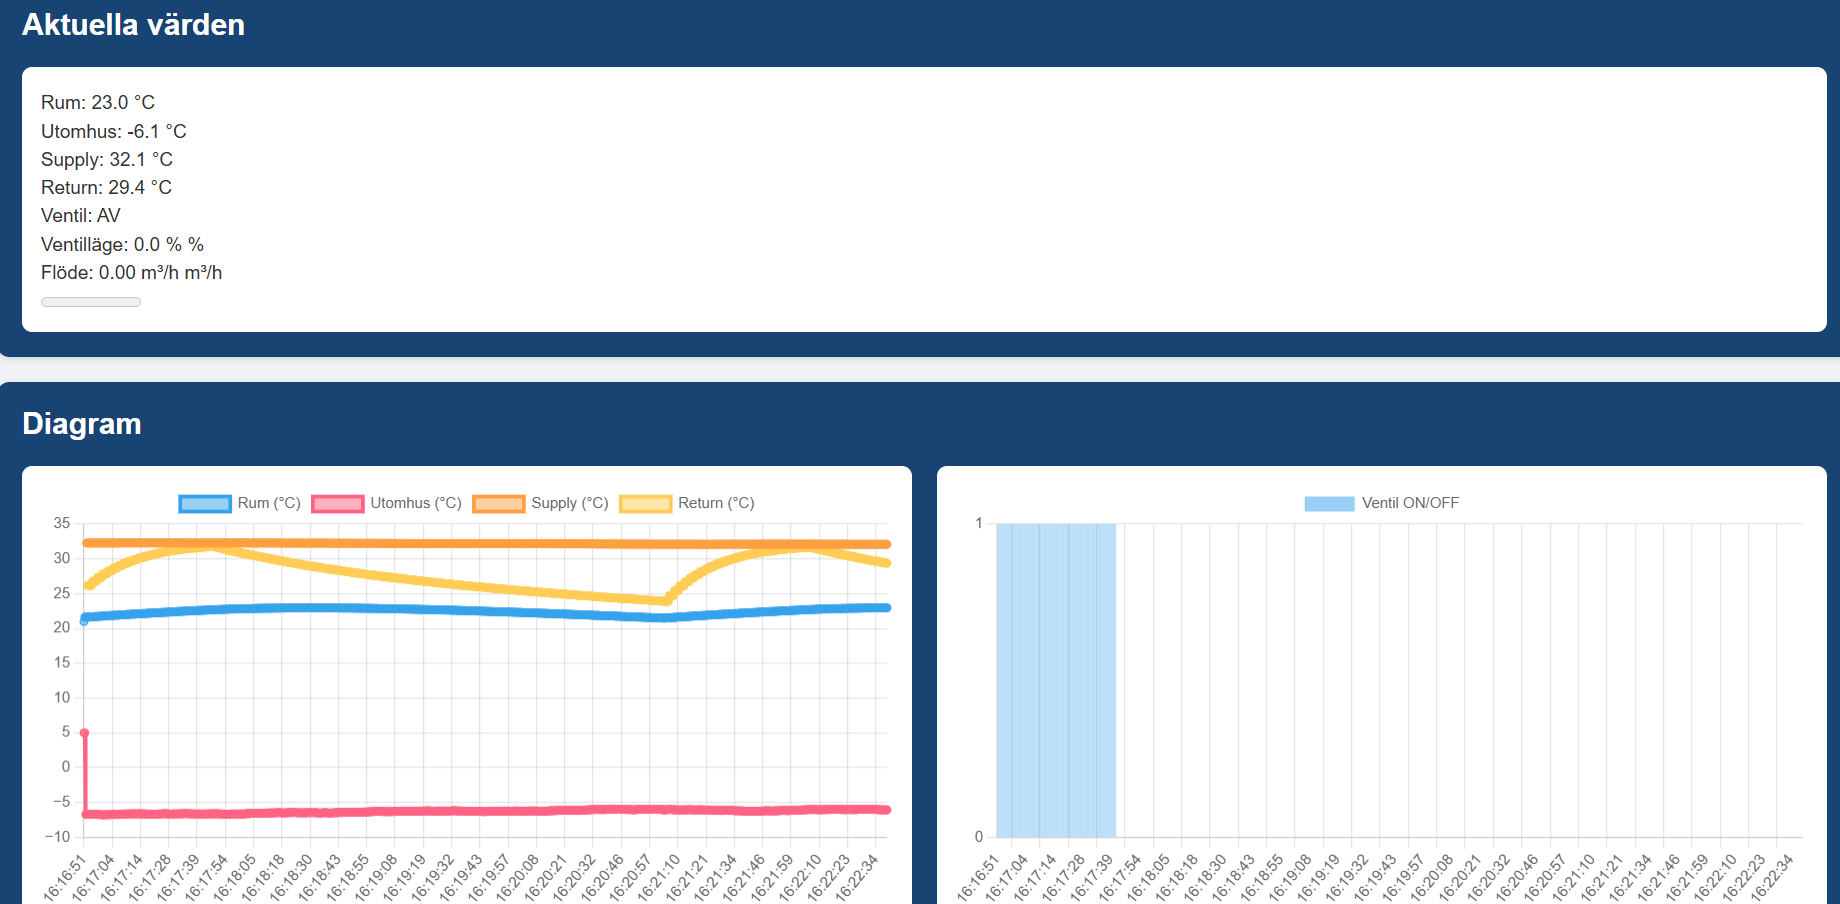 Aktuella värden
Rum: 23.0 °C
Utomhus: -6.1 °C
Supply: 32.1 °C
Return: 29.4 °C
Ventil: AV
Ventilläge: 0.0 % %
Flöde: 0.00 m³/h m³/h
Diagram
Rum (°C) Utomhus (°C) Supply (°C) Return (°C)
35
30
25
20
15
10
5
0
−5
−10
16:16:51 16:17:04 16:17:14 16:17:28 16:17:39 16:17:54 16:18:05 16:18:18 16:18:30 16:18:43 16:18:55 16:19:08 16:19:19 16:19:32 16:19:43 16:19:57 16:20:08 16:20:21 16:20:32 16:20:46 16:20:57 16:21:10 16:21:21 16:21:34 16:21:46 16:21:59 16:22:10 16:22:23 16:22:34
Ventil ON/OFF
1
0
16:16:51 16:17:04 16:17:14 16:17:28 16:17:39 16:17:54 16:18:05 16:18:18 16:18:30 16:18:43 16:18:55 16:19:08 16:19:19 16:19:32 16:19:43 16:19:57 16:20:08 16:20:21 16:20:32 16:20:46 16:20:57 16:21:10 16:21:21 16:21:34 16:21:46 16:21:59 16:22:10 16:22:23 16:22:34